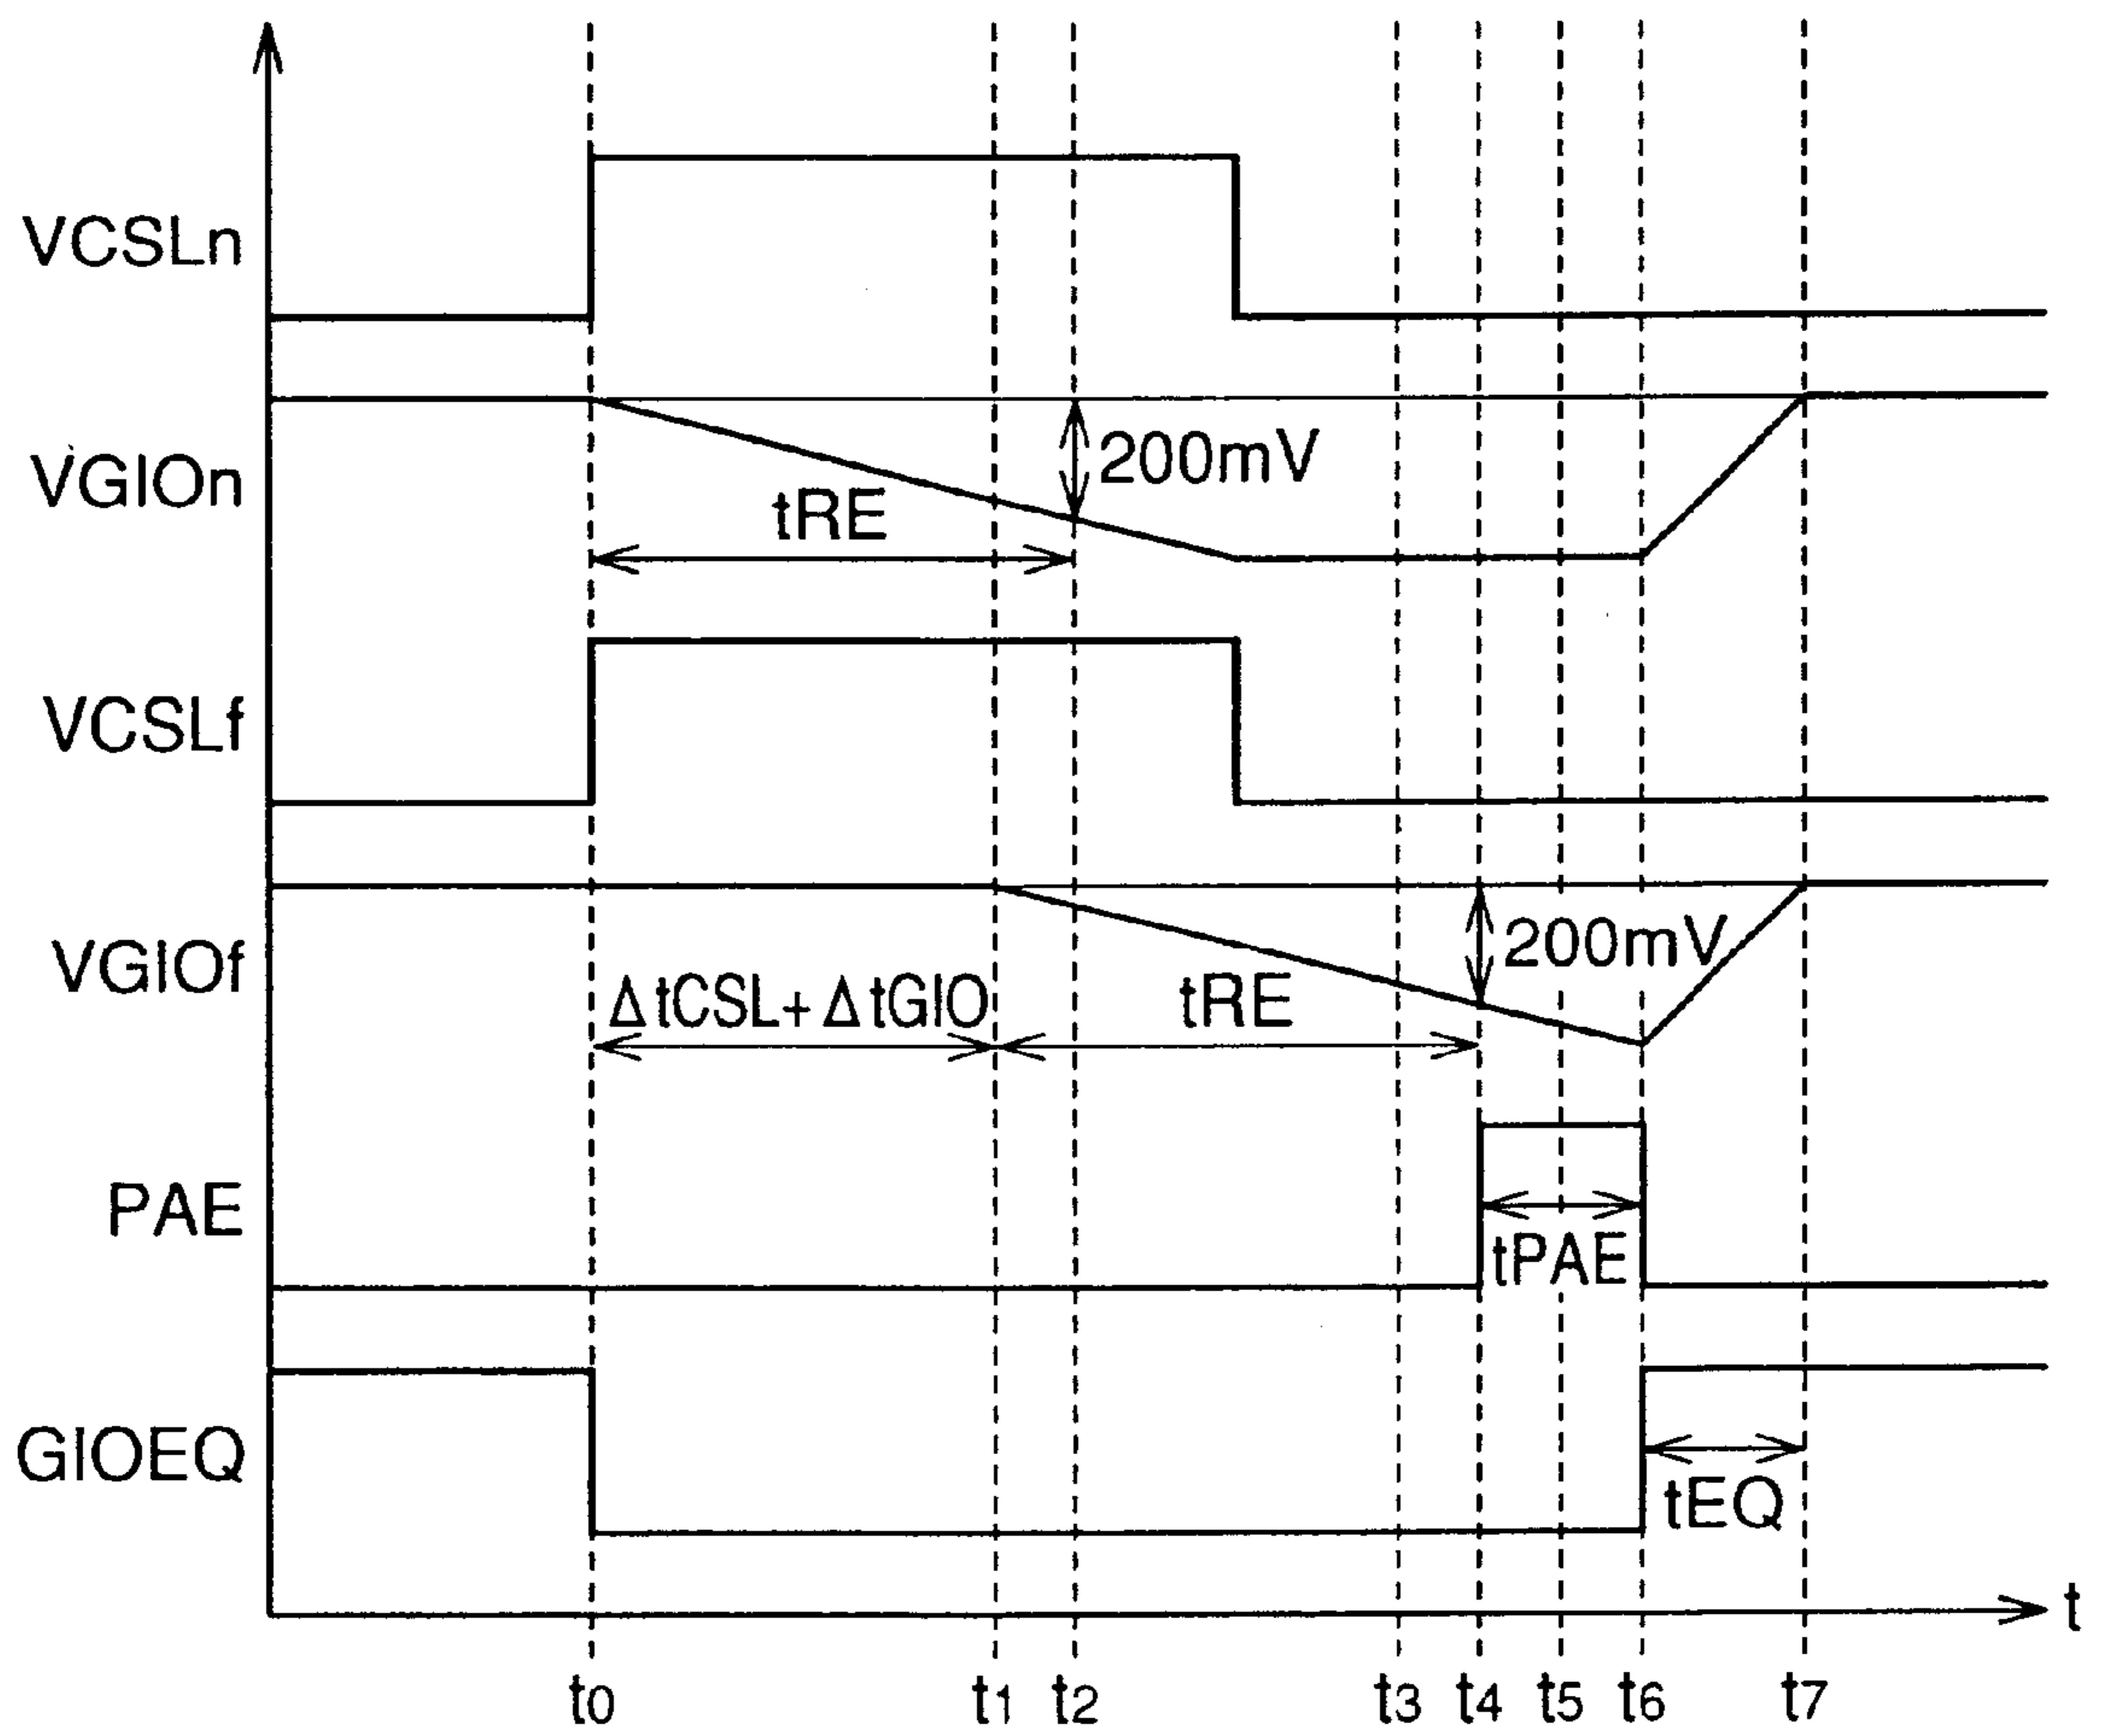 VCSLn
VGIOn
200mV
tRE
VCSLf
VGIOf
200mV
ΔtCSL+ΔtGIO
tRE
PAE
tPAE
GIOEQ
tEQ
t
t0 t1 t2 t3 t4 t5 t6 t7